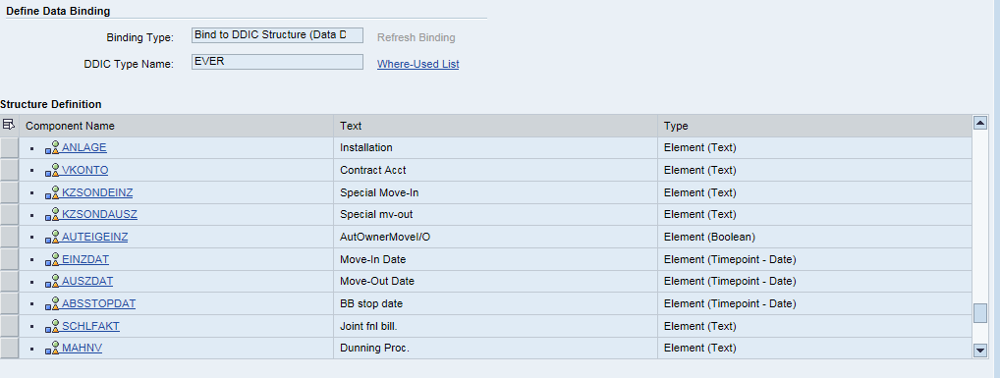 Define Data Binding
Binding Type: Bind to DDIC Structure (Data D Refresh Binding
DDIC Type Name: EVER Where-Used List
Structure Definition
Component Name Text Type
ANLAGE Installation Element (Text)
VKONTO Contract Acct Element (Text)
KZSONDEINZ Special Move-In Element (Text)
KZSONDAUSZ Special mv-out Element (Text)
AUTEIGEINZ AutOwnerMoveI/O Element (Boolean)
EINZDAT Move-In Date Element (Timepoint - Date)
AUSZDAT Move-Out Date Element (Timepoint - Date)
ABSSTOPDAT BB stop date Element (Timepoint - Date)
SCHLFAKT Joint fnl bill. Element (Text)
MAHNV Dunning Proc. Element (Text)